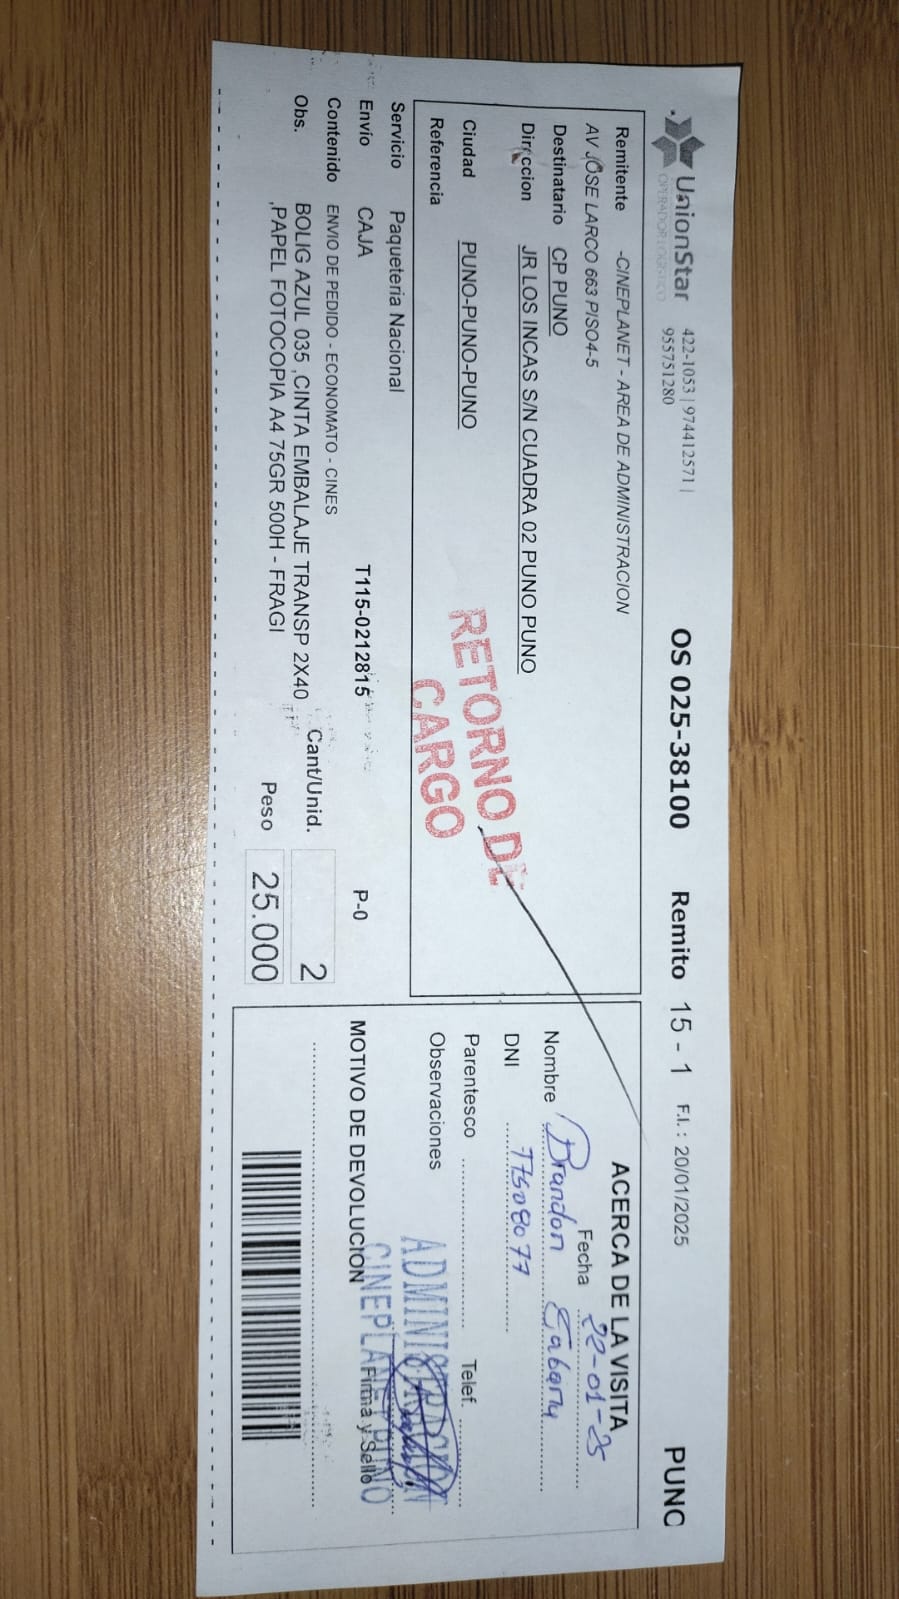 UnionStar
OPERADOR LOGISTICO
422-1053 | 974412571 |
955751280
OS 025-38100 Remito 15 - 1 F.I. : 20/01/2025 PUNO
Remitente -CINEPLANET - AREA DE ADMINISTRACION
AV JOSE LARCO 663 PISO4-5
Destinatario CP PUNO
Direccion JR LOS INCAS S/N CUADRA 02 PUNO PUNO
Ciudad PUNO-PUNO-PUNO
Referencia
RETORNO DE
CARGO
Servicio Paqueteria Nacional
Envio CAJA T115-0212815 P-0
Contenido ENVIO DE PEDIDO - ECONOMATO - CINES
Obs. BOLIG AZUL 035 ,CINTA EMBALAJE TRANSP 2X40
,PAPEL FOTOCOPIA A4 75GR 500H - FRAGI
Cant/Unid. 2
Peso 25.000
ACERCA DE LA VISITA
Fecha 22-01-25
Nombre Brandon
DNI 77508077
Parentesco Telef
Observaciones
ADMINISTRACION
CINEPLANET PUNO
MOTIVO DE DEVOLUCION Firma y Sello